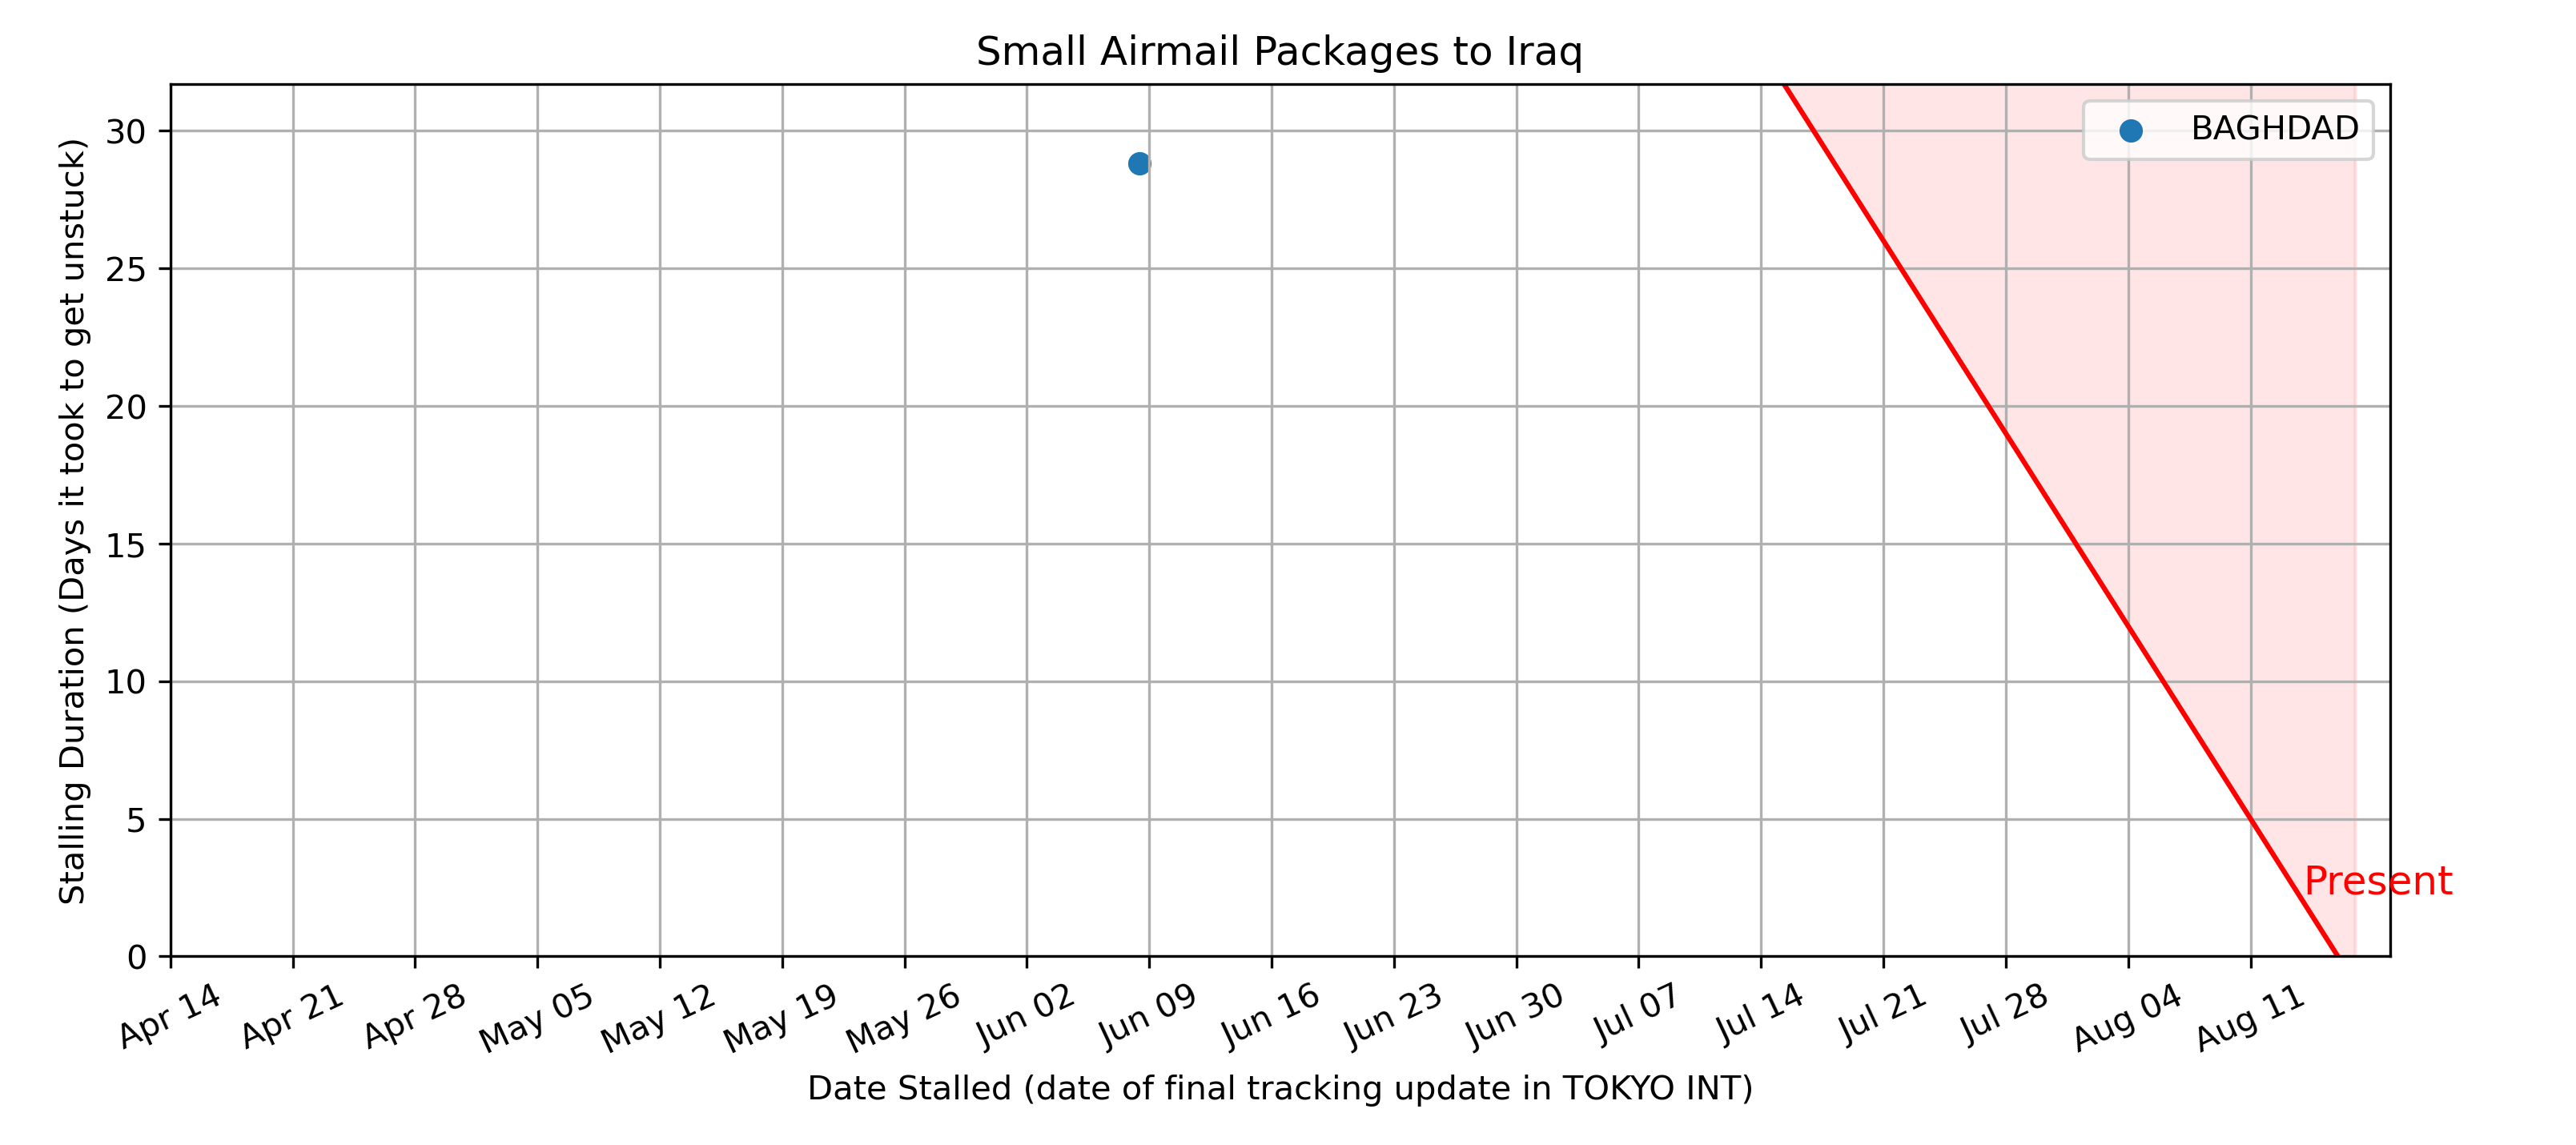 Small Airmail Packages to Iraq
BAGHDAD
Stalling Duration (Days it took to get unstuck)
30
25
20
15
10
5
0
Present
Apr 14
Apr 21
Apr 28
May 05
May 12
May 19
May 26
Jun 02
Jun 09
Jun 16
Jun 23
Jun 30
Jul 07
Jul 14
Jul 21
Jul 28
Aug 04
Aug 11
Date Stalled (date of final tracking update in TOKYO INT)